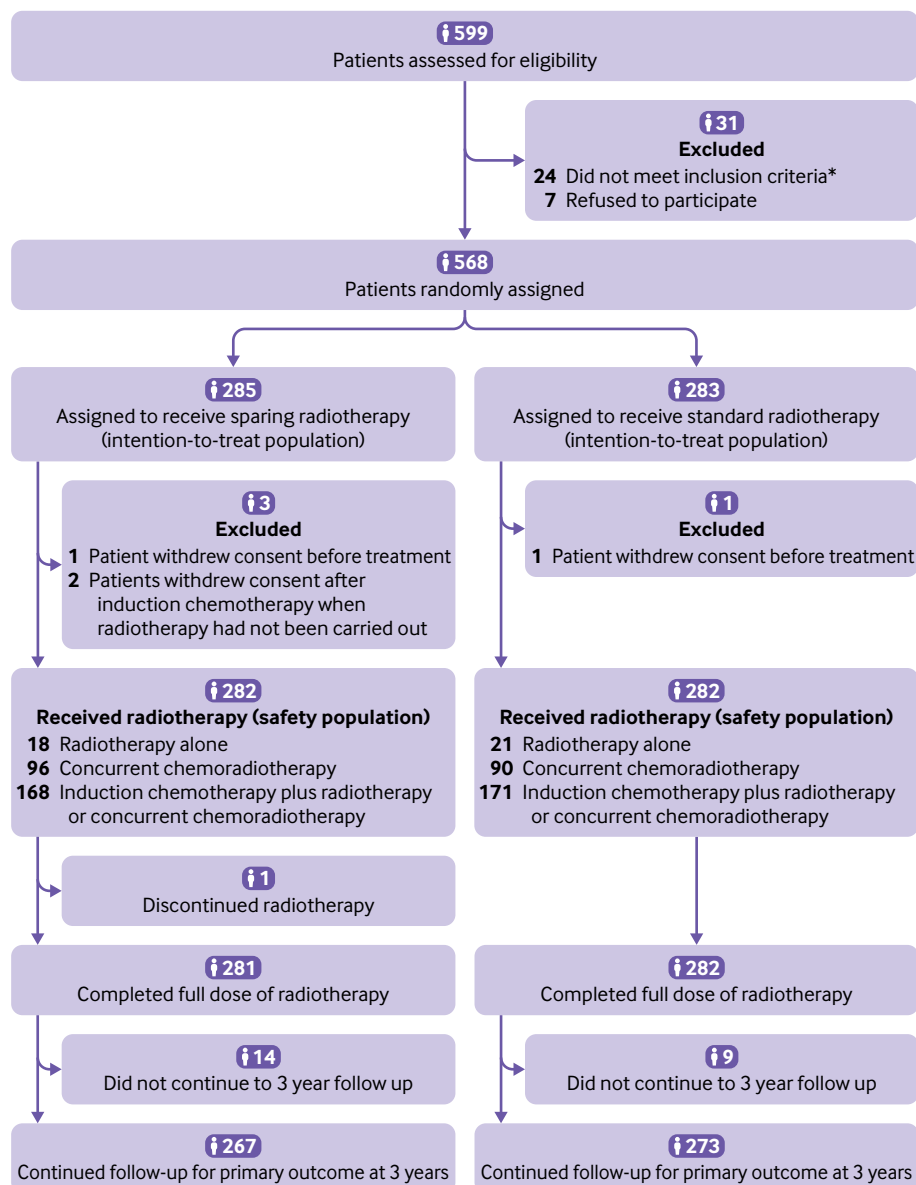 599
Patients assessed for eligibility
31
Excluded
24 Did not meet inclusion criteria*
7 Refused to participate
568
Patients randomly assigned
285
Assigned to receive sparing radiotherapy
(intention-to-treat population)
283
Assigned to receive standard radiotherapy
(intention-to-treat population)
3
Excluded
1 Patient withdrew consent before treatment
2 Patients withdrew consent after
induction chemotherapy when
radiotherapy had not been carried out
1
Excluded
1 Patient withdrew consent before treatment
282
Received radiotherapy (safety population)
18 Radiotherapy alone
96 Concurrent chemoradiotherapy
168 Induction chemotherapy plus radiotherapy
or concurrent chemoradiotherapy
282
Received radiotherapy (safety population)
21 Radiotherapy alone
90 Concurrent chemoradiotherapy
171 Induction chemotherapy plus radiotherapy
or concurrent chemoradiotherapy
1
Discontinued radiotherapy
281
Completed full dose of radiotherapy
282
Completed full dose of radiotherapy
14
Did not continue to 3 year follow up
9
Did not continue to 3 year follow up
267
Continued follow-up for primary outcome at 3 years
273
Continued follow-up for primary outcome at 3 years